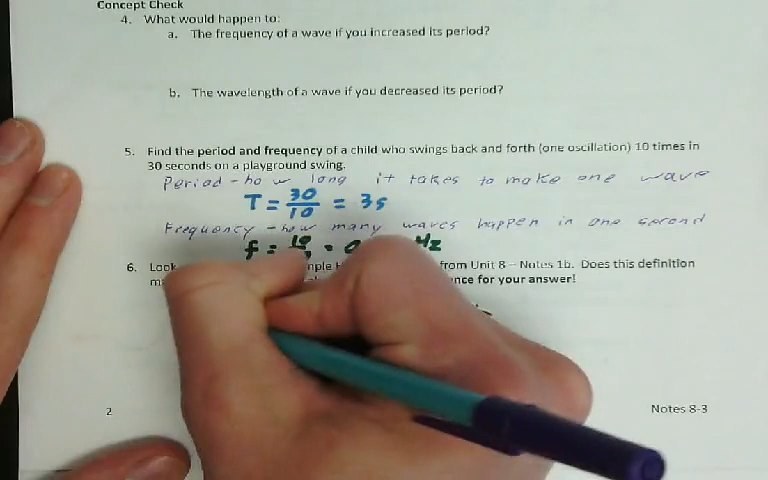 Concept Check
4. What would happen to:
a. The frequency of a wave if you increased its period?
b. The wavelength of a wave if you decreased its period?
5. Find the period and frequency of a child who swings back and forth (one oscillation) 10 times in
30 seconds on a playground swing.
Period - how long it takes to make one wave
T = 30/10 = 3s
Frequency - how many waves happen in one second
f = 10 Hz
6. Look from Unit 8 – Notes 1b. Does this definition
for your answer!
2
Notes 8-3